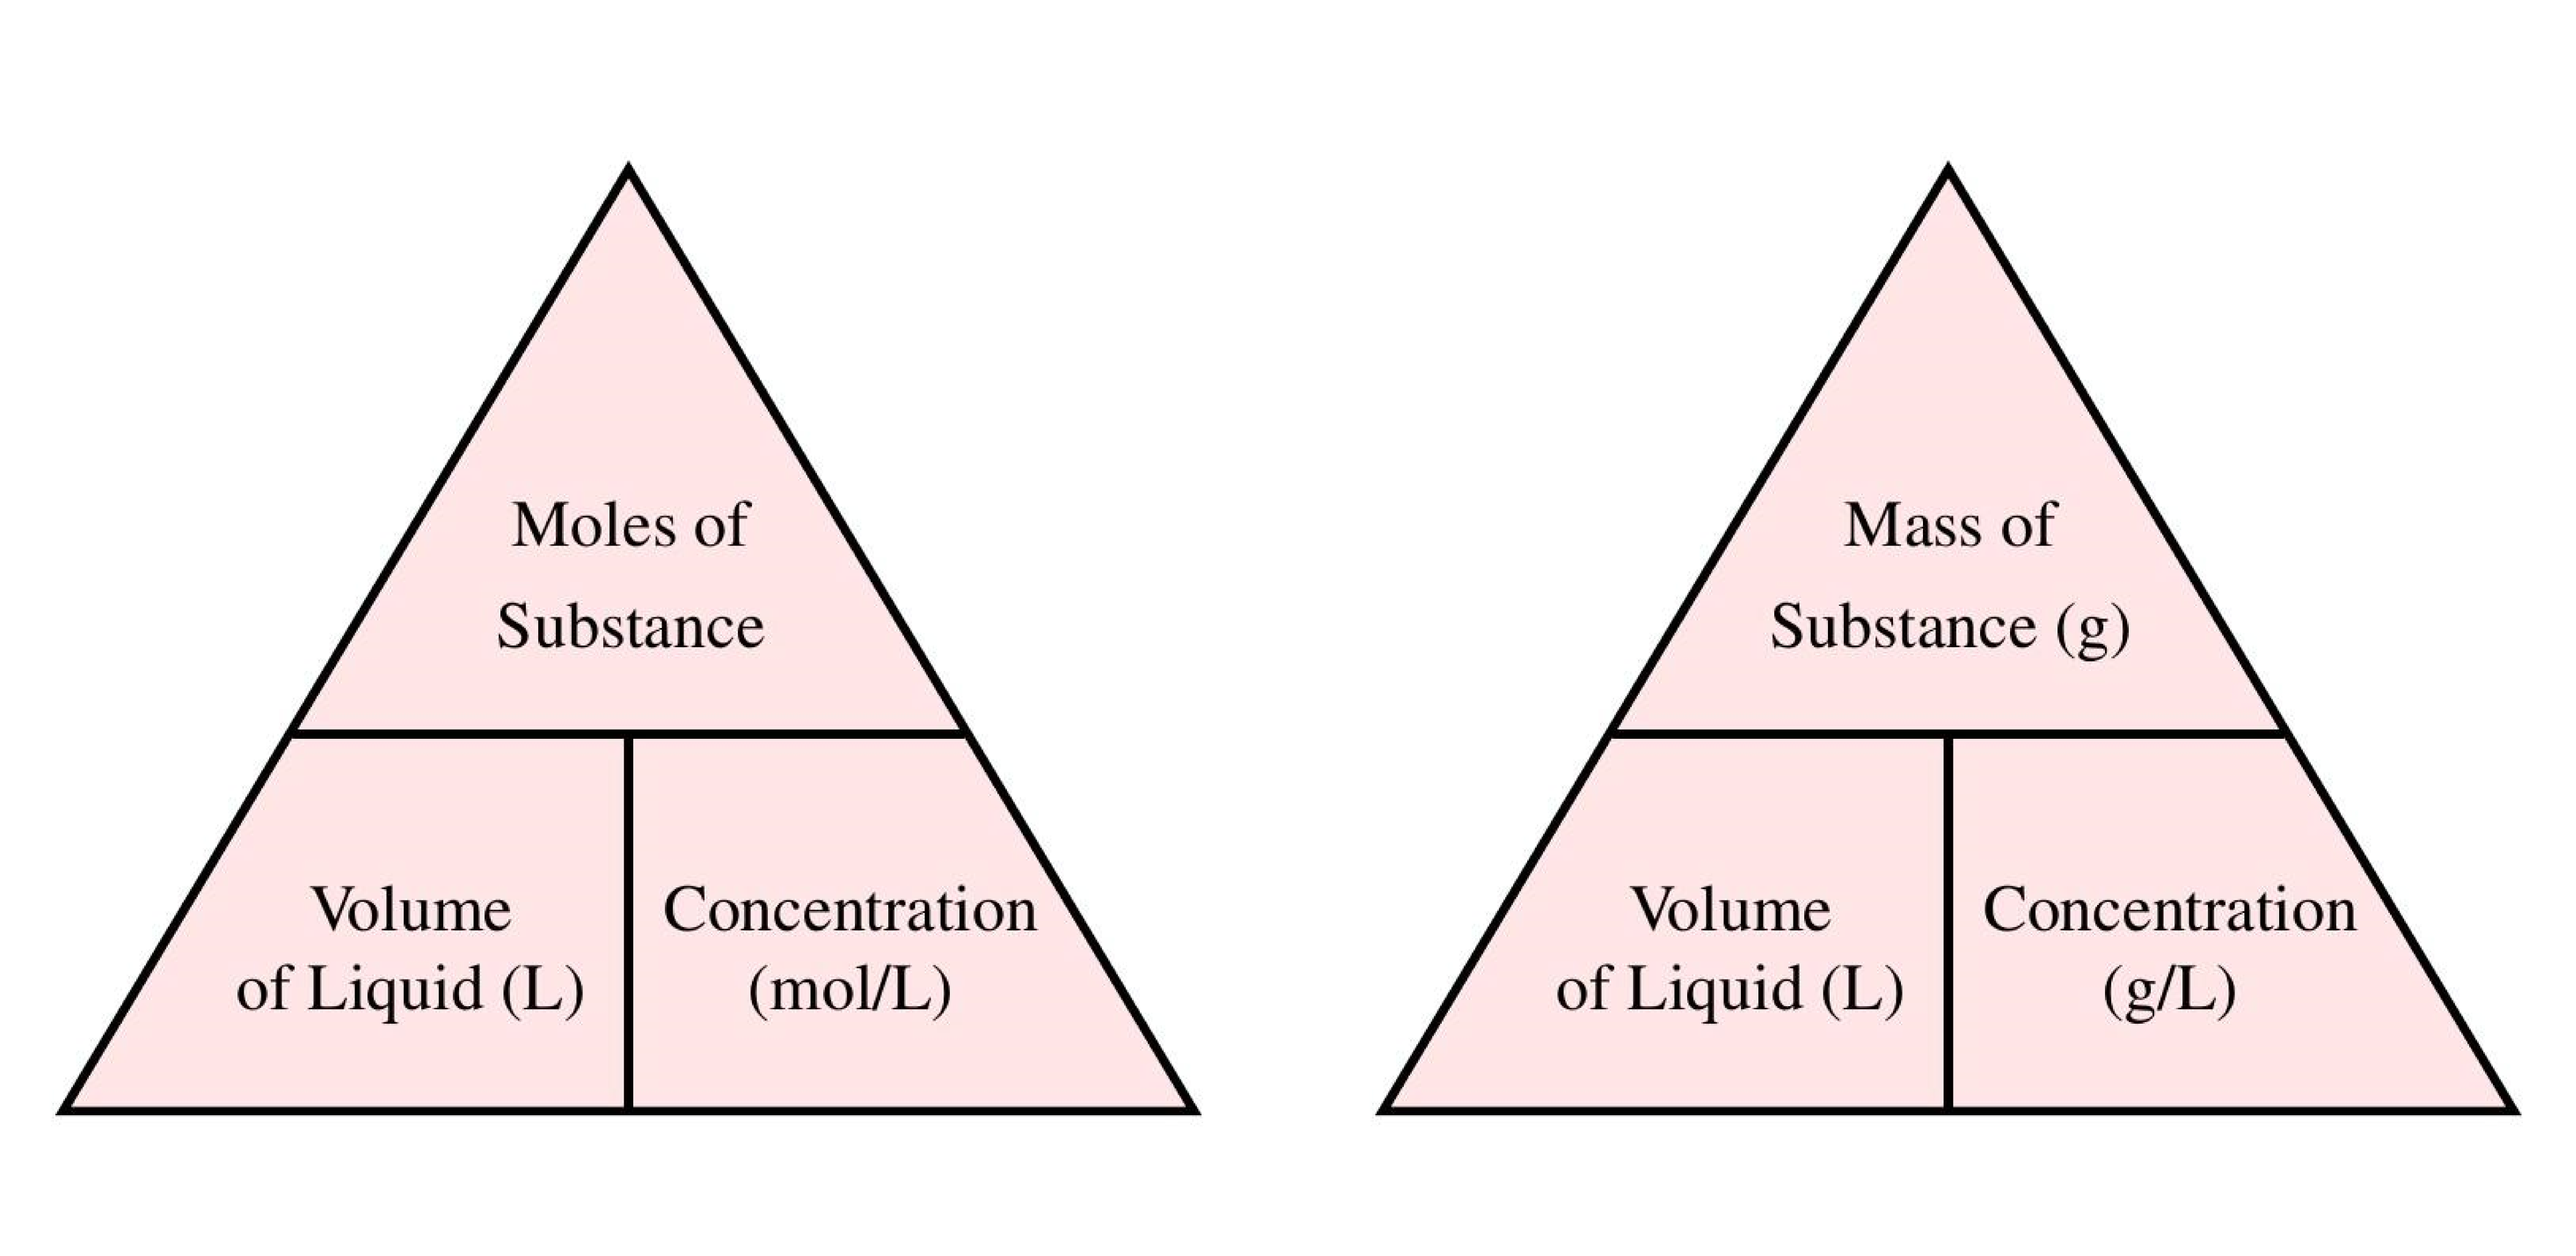 Moles of
Substance
Volume
of Liquid (L)
Concentration
(mol/L)
Mass of
Substance (g)
Volume
of Liquid (L)
Concentration
(g/L)